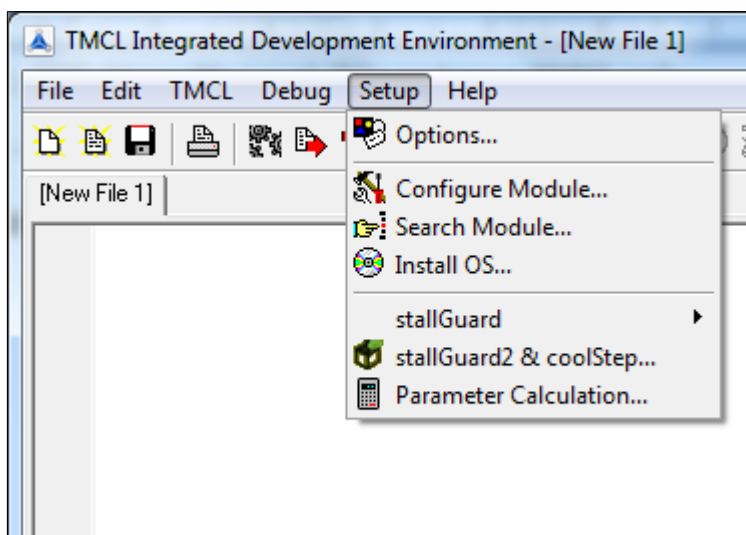 TMCL Integrated Development Environment - [New File 1]
File Edit TMCL Debug Setup Help
Options...
[New File 1]
Configure Module...
Search Module...
Install OS...
stallGuard
stallGuard2 & coolStep...
Parameter Calculation...